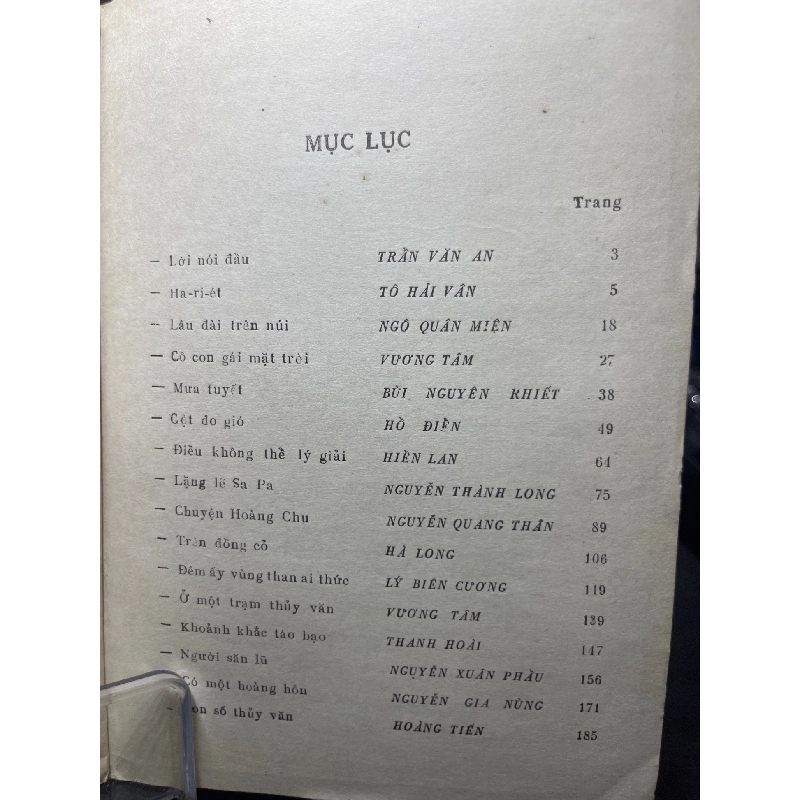 MỤC LỤC
Trang
— Lời nói đầu TRẦN VĂN AN 3
— Ha-ri-ét TÔ HẢI VÂN 5
— Lâu đài trên núi NGÔ QUÂN MIỆN 18
— Cô con gái mặt trời VƯƠNG TÂM 27
— Mưa tuyết BÙI NGUYÊN KHIẾT 38
— Cột đo gió HỒ ĐIỀN 49
— Điều không thể lý giải HIỀN LAN 64
— Lặng lẽ Sa Pa NGUYỄN THÀNH LONG 75
— Chuyện Hoàng Chu NGUYỄN QUANG THÂN 89
— Trên đồng cỏ HÀ LONG 106
— Đêm ấy vùng than ai thức LÝ BIÊN CƯƠNG 119
— Ở một trạm thủy văn VƯƠNG TÂM 139
— Khoảnh khắc táo bạo THANH HOÀI 147
— Người săn lũ NGUYỄN XUÂN PHẦU 156
Có một hoàng hôn NGUYỄN GIA NÙNG 171
on số thủy văn HOÀNG TIẾN 185